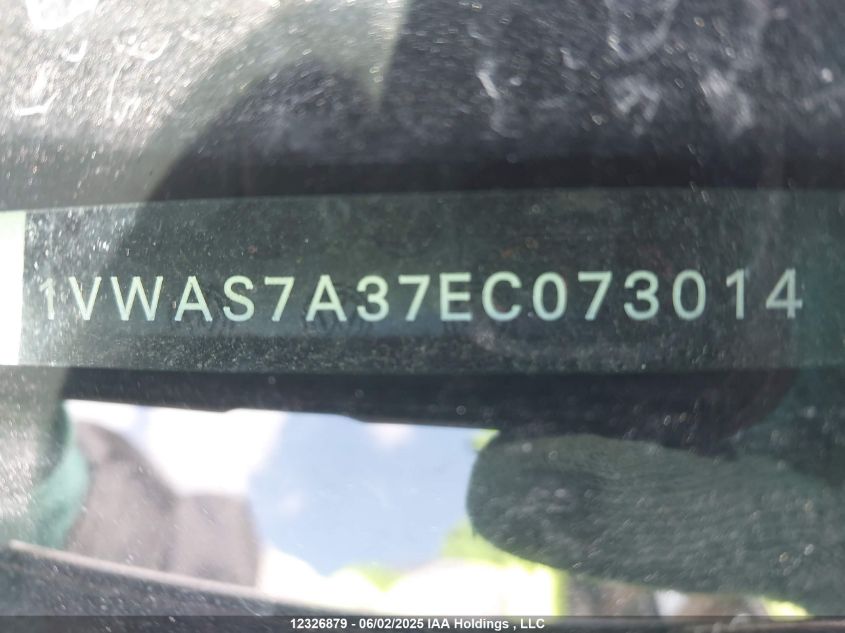 1VWAS7A37EC073014
12326879 - 06/02/2025 IAA Holdings , LLC